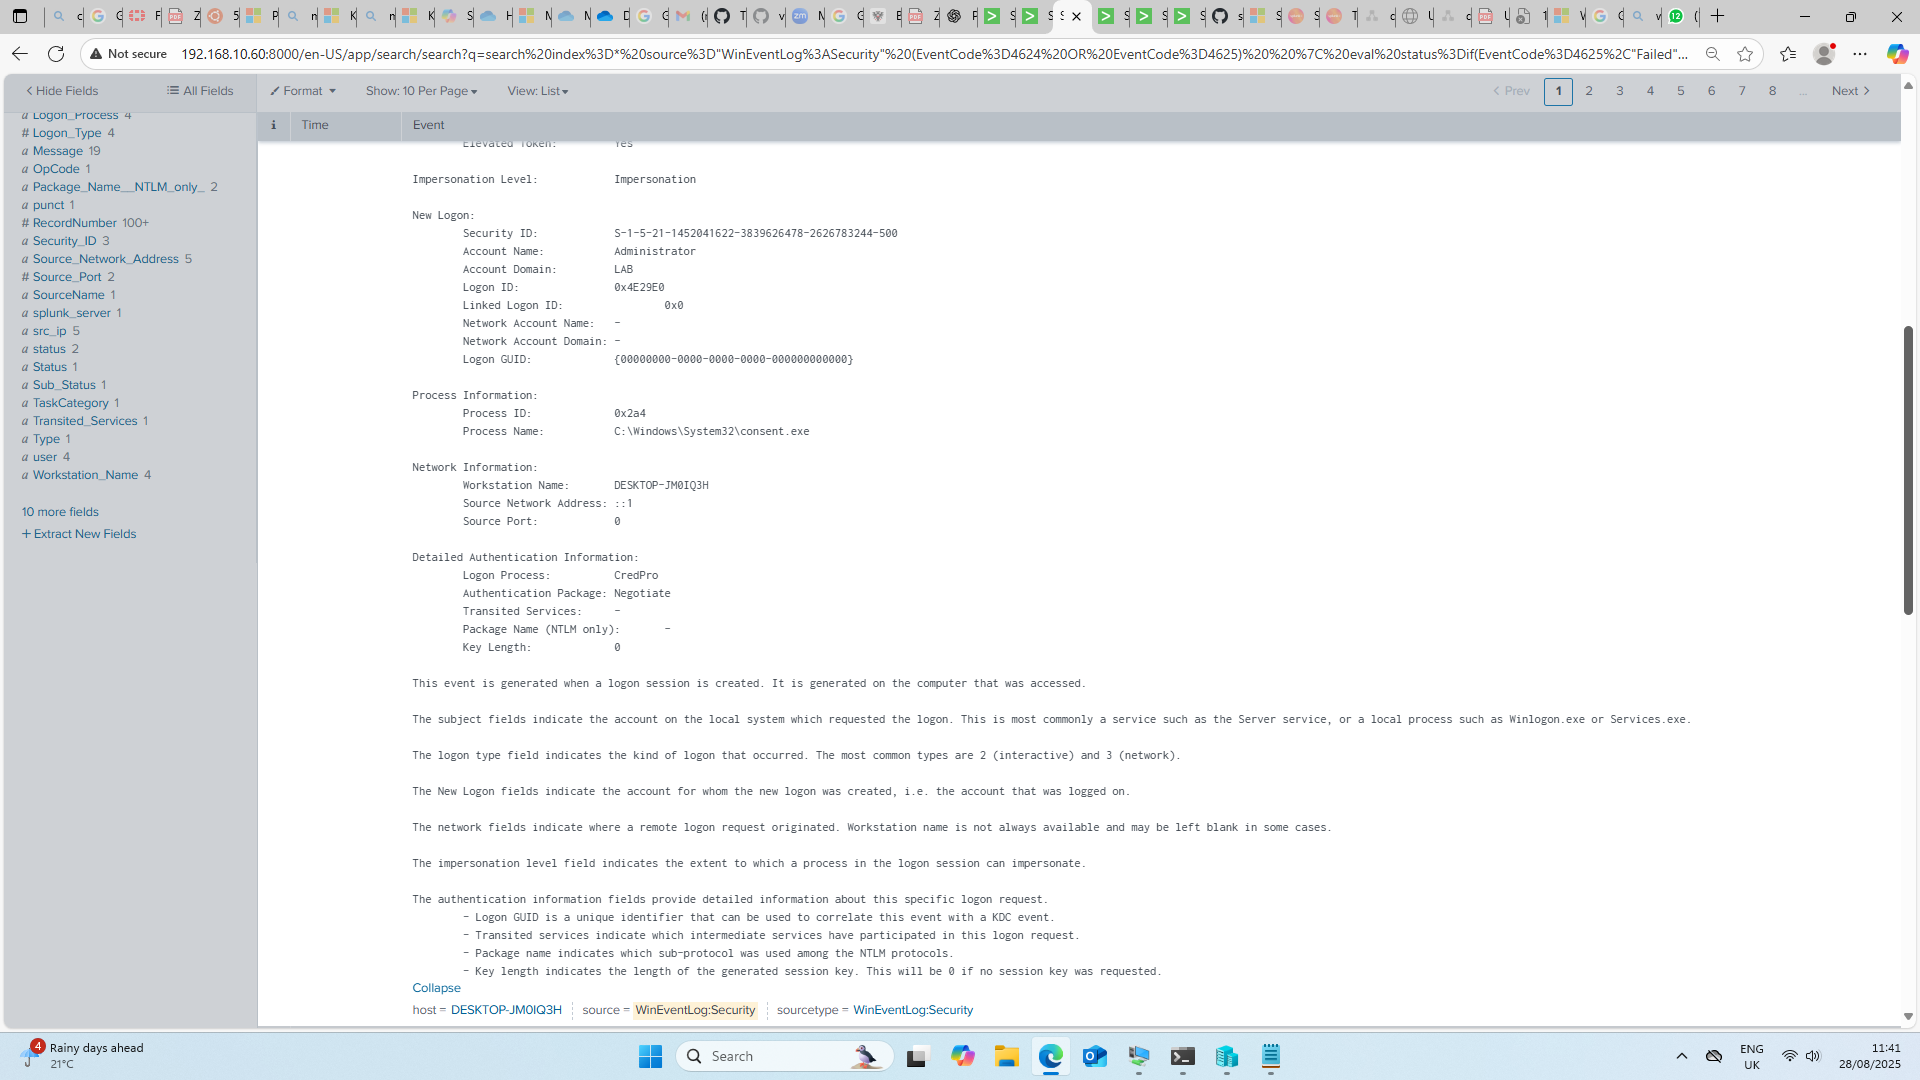 Not secure
192.168.10.60:8000/en-US/app/search/search?q=search%20index%3D*%20source%3D"WinEventLog%3ASecurity"%20(EventCode%3D4624%20OR%20EventCode%3D4625)%20%20%7C%20eval%20status%3Dif(EventCode%3D4625%2C"Failed"...
Hide Fields
All Fields
Format
Show: 10 Per Page
View: List
Prev
1
2
3
4
5
6
7
8
...
Next
i
Time
Event
a Logon_Process 4
# Logon_Type 4
a Message 19
a OpCode 1
a Package_Name__NTLM_only_ 2
a punct 1
# RecordNumber 100+
a Security_ID 3
a Source_Network_Address 5
# Source_Port 2
a SourceName 1
a splunk_server 1
a src_ip 5
a status 2
a Status 1
a Sub_Status 1
a TaskCategory 1
a Transited_Services 1
a Type 1
a user 4
a Workstation_Name 4
10 more fields
+ Extract New Fields
Elevated Token: Yes
Impersonation Level: Impersonation
New Logon:
Security ID: S-1-5-21-1452041622-3839626478-2626783244-500
Account Name: Administrator
Account Domain: LAB
Logon ID: 0x4E29E0
Linked Logon ID: 0x0
Network Account Name: -
Network Account Domain: -
Logon GUID: {00000000-0000-0000-0000-000000000000}
Process Information:
Process ID: 0x2a4
Process Name: C:\Windows\System32\consent.exe
Network Information:
Workstation Name: DESKTOP-JM0IQ3H
Source Network Address: ::1
Source Port: 0
Detailed Authentication Information:
Logon Process: CredPro
Authentication Package: Negotiate
Transited Services: -
Package Name (NTLM only): -
Key Length: 0
This event is generated when a logon session is created. It is generated on the computer that was accessed.
The subject fields indicate the account on the local system which requested the logon. This is most commonly a service such as the Server service, or a local process such as Winlogon.exe or Services.exe.
The logon type field indicates the kind of logon that occurred. The most common types are 2 (interactive) and 3 (network).
The New Logon fields indicate the account for whom the new logon was created, i.e. the account that was logged on.
The network fields indicate where a remote logon request originated. Workstation name is not always available and may be left blank in some cases.
The impersonation level field indicates the extent to which a process in the logon session can impersonate.
The authentication information fields provide detailed information about this specific logon request.
- Logon GUID is a unique identifier that can be used to correlate this event with a KDC event.
- Transited services indicate which intermediate services have participated in this logon request.
- Package name indicates which sub-protocol was used among the NTLM protocols.
- Key length indicates the length of the generated session key. This will be 0 if no session key was requested.
Collapse
host = DESKTOP-JM0IQ3H
source = WinEventLog:Security
sourcetype = WinEventLog:Security
4
Rainy days ahead
21°C
Search
ENG
UK
11:41
28/08/2025